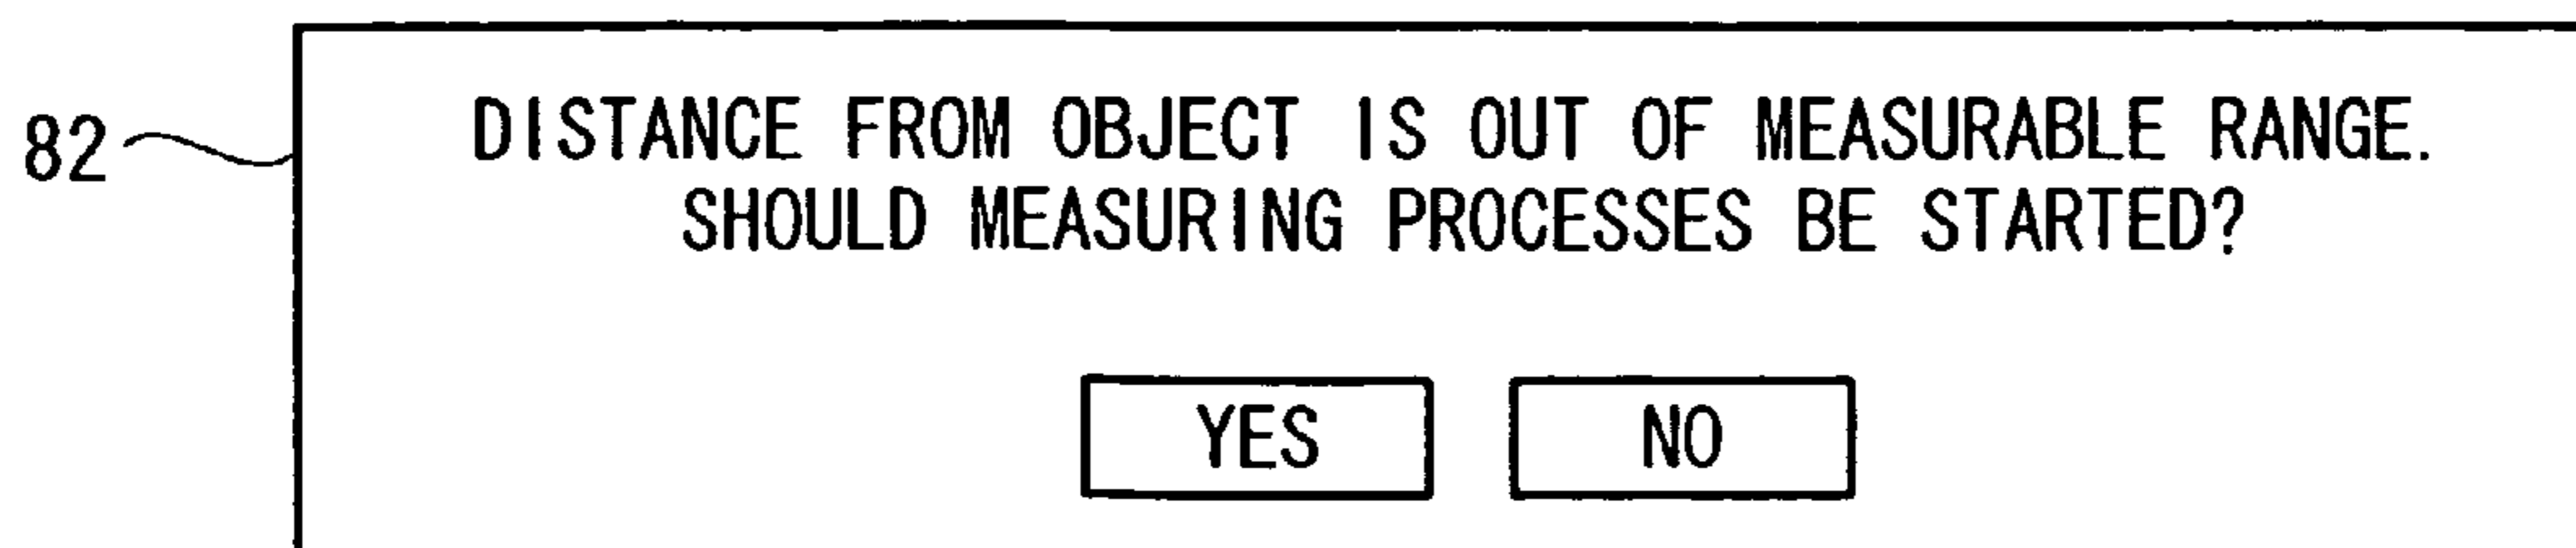 82
DISTANCE FROM OBJECT IS OUT OF MEASURABLE RANGE.
SHOULD MEASURING PROCESSES BE STARTED?
YES NO